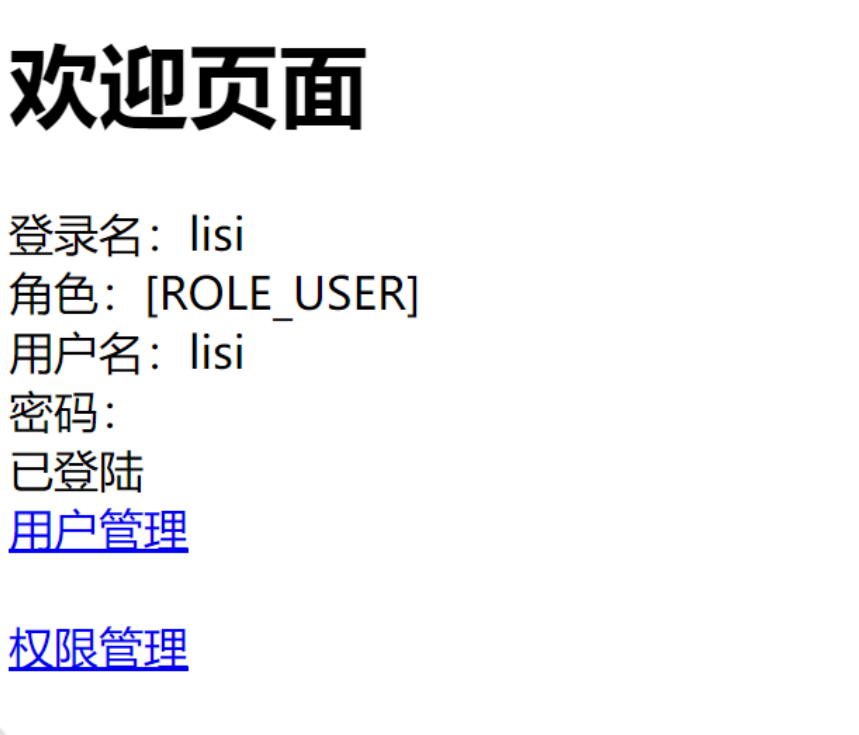 欢迎页面
登录名：lisi
角色：[ROLE_USER]
用户名：lisi
密码：
已登陆
用户管理
权限管理